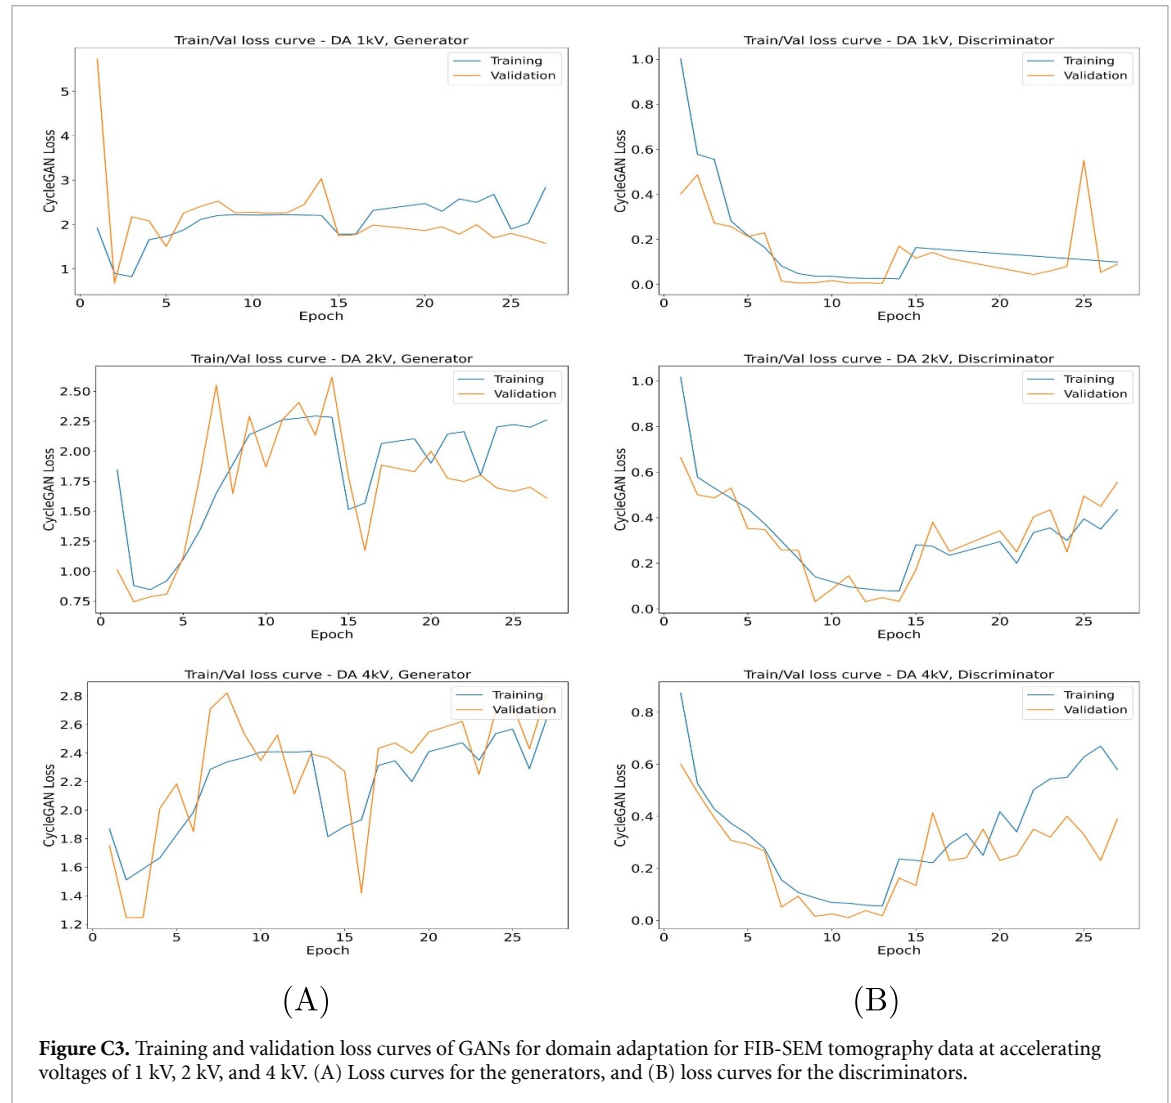 Train/Val loss curve - DA 1kV, Generator
Training
Validation
CycleGAN Loss
5
4
3
2
1
0 5 10 15 20 25
Epoch
Train/Val loss curve - DA 1kV, Discriminator
Training
Validation
CycleGAN Loss
1.0
0.8
0.6
0.4
0.2
0.0
0 5 10 15 20 25
Epoch
Train/Val loss curve - DA 2kV, Generator
Training
Validation
CycleGAN Loss
2.50
2.25
2.00
1.75
1.50
1.25
1.00
0.75
0 5 10 15 20 25
Epoch
Train/Val loss curve - DA 2kV, Discriminator
Training
Validation
CycleGAN Loss
1.0
0.8
0.6
0.4
0.2
0.0
0 5 10 15 20 25
Epoch
Train/Val loss curve - DA 4kV, Generator
Training
Validation
CycleGAN Loss
2.8
2.6
2.4
2.2
2.0
1.8
1.6
1.4
1.2
0 5 10 15 20 25
Epoch
Train/Val loss curve - DA 4kV, Discriminator
Training
Validation
CycleGAN Loss
0.8
0.6
0.4
0.2
0.0
0 5 10 15 20 25
Epoch
(A)
(B)
Figure C3. Training and validation loss curves of GANs for domain adaptation for FIB-SEM tomography data at accelerating
voltages of 1 kV, 2 kV, and 4 kV. (A) Loss curves for the generators, and (B) loss curves for the discriminators.